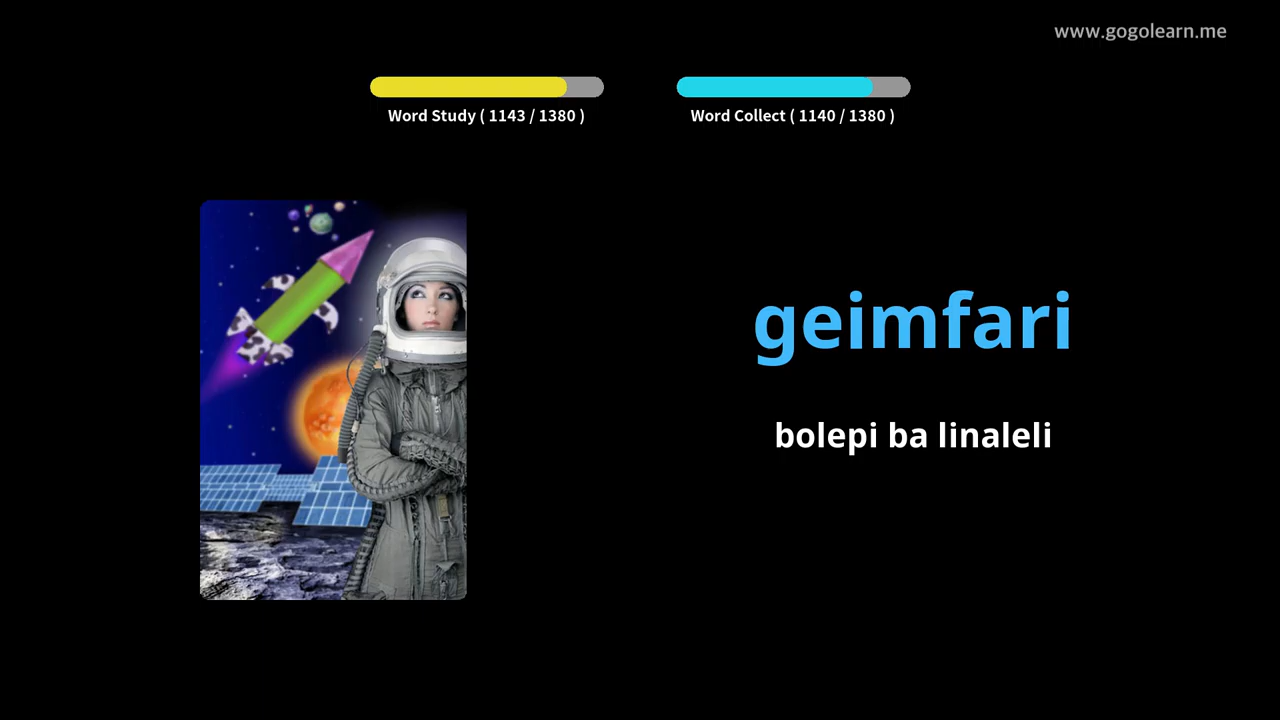 www.gogolearn.me
Word Study ( 1143 / 1380 )
Word Collect ( 1140 / 1380 )
geimfari
bolepi ba linaleli